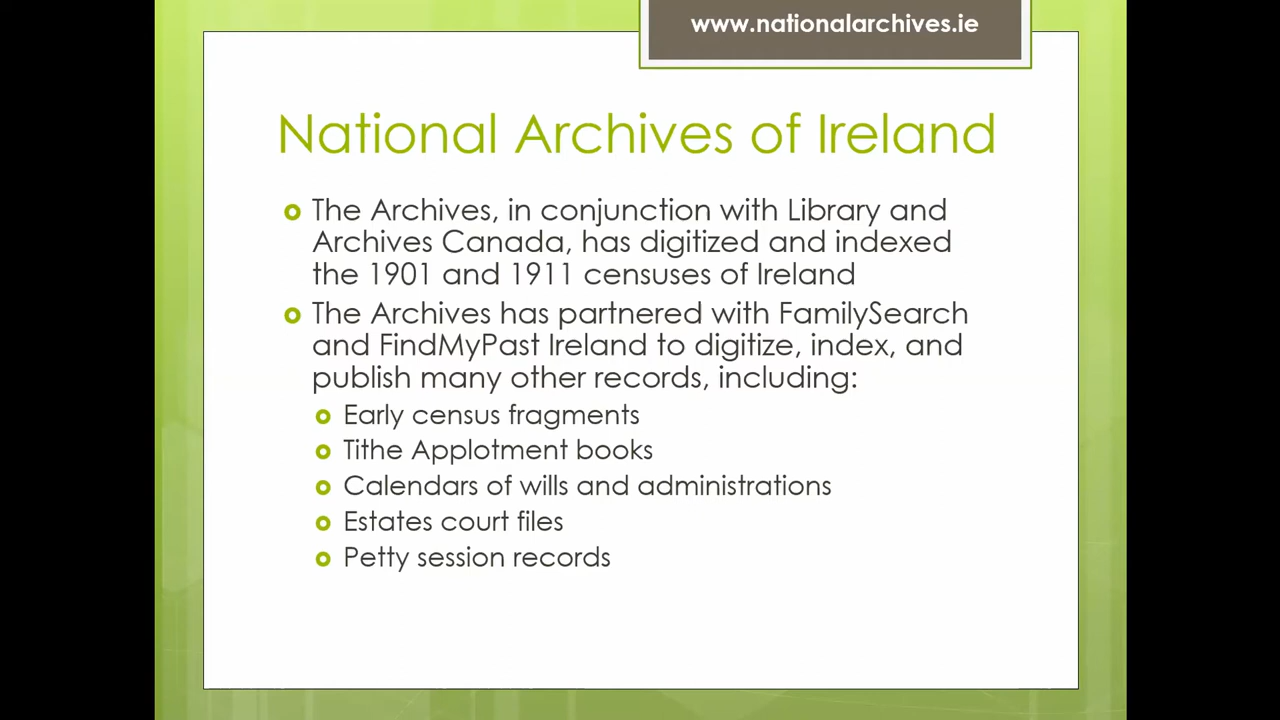 www.nationalarchives.ie
National Archives of Ireland
The Archives, in conjunction with Library and
Archives Canada, has digitized and indexed
the 1901 and 1911 censuses of Ireland
The Archives has partnered with FamilySearch
and FindMyPast Ireland to digitize, index, and
publish many other records, including:
Early census fragments
Tithe Applotment books
Calendars of wills and administrations
Estates court files
Petty session records